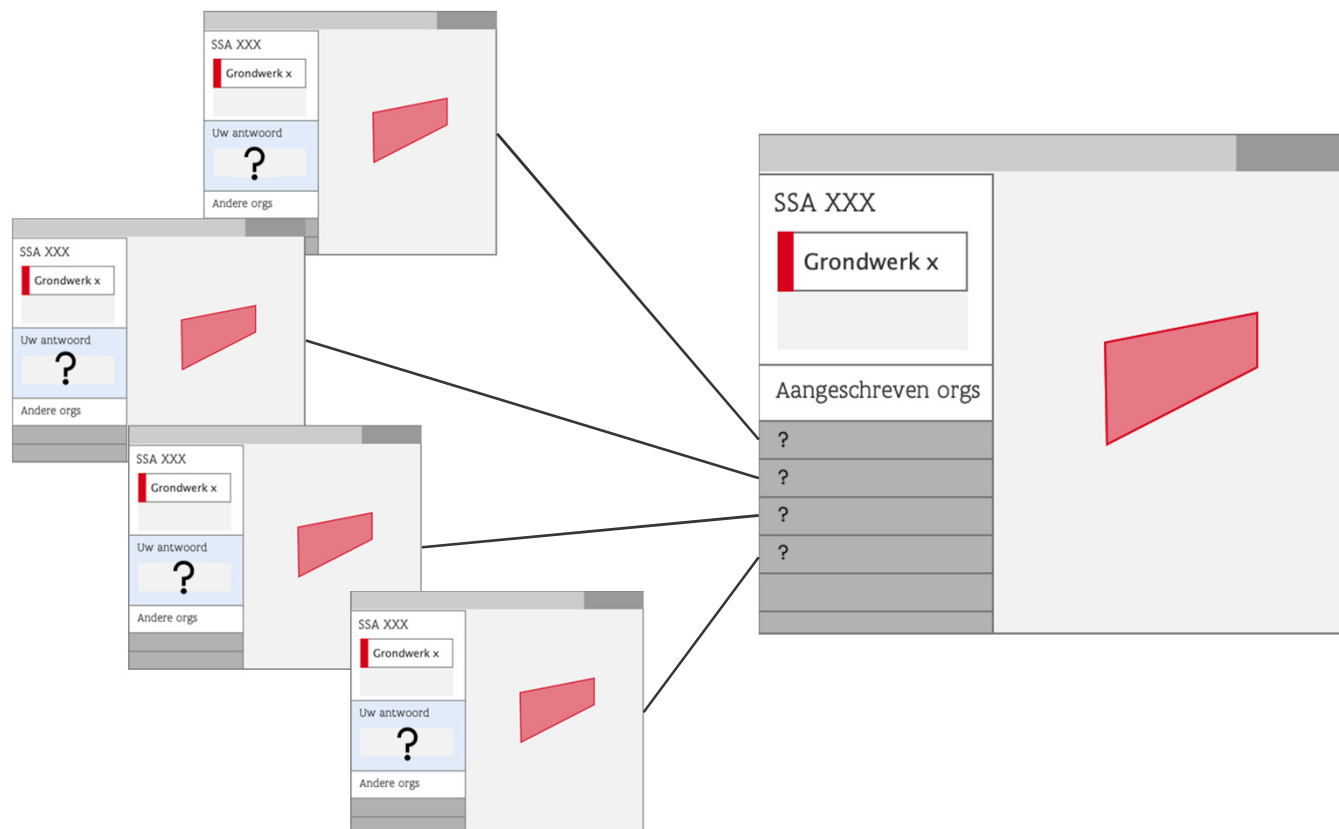 SSA XXX
Grondwerk x
Uw antwoord
?
Andere orgs
SSA XXX
Grondwerk x
Uw antwoord
?
Andere orgs
SSA XXX
Grondwerk x
Uw antwoord
?
Andere orgs
SSA XXX
Grondwerk x
Uw antwoord
?
Andere orgs
SSA XXX
Grondwerk x
Aangeschreven orgs
?
?
?
?